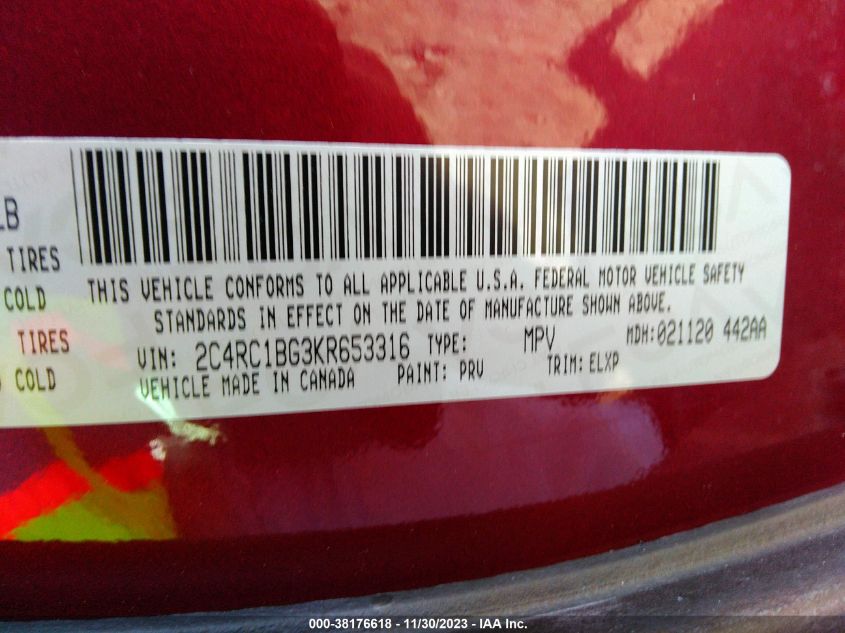 LB
TIRES
COLD
TIRES
COLD
THIS VEHICLE CONFORMS TO ALL APPLICABLE U.S.A. FEDERAL MOTOR VEHICLE SAFETY
STANDARDS IN EFFECT ON THE DATE OF MANUFACTURE SHOWN ABOVE.
VIN: 2C4RC1BG3KR653316 TYPE: MPV MDH:021120 442AA
VEHICLE MADE IN CANADA PAINT: PRV TRIM: ELXP
000-38176618 - 11/30/2023 - IAA Inc.